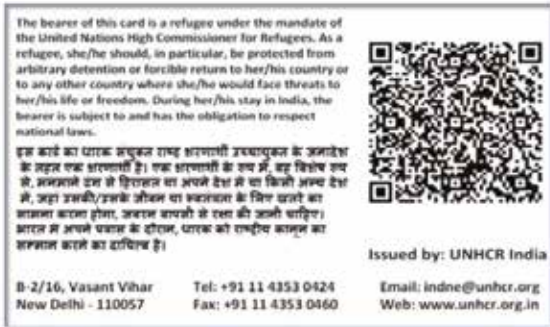 The bearer of this card is a refugee under the mandate of
the United Nations High Commissioner for Refugees. As a
refugee, she/he should, in particular, be protected from
arbitrary detention or forcible return to her/his country or
to any other country where she/he would face threats to
her/his life or freedom. During her/his stay in India, the
bearer is subject to and has the obligation to respect
national laws.
इस कार्ड का धारक संयुक्त राष्ट्र शरणार्थी उच्चायुक्त के जनादेश
के तहत एक शरणार्थी है। एक शरणार्थी के रूप में, वह विशेष रूप
से, मनमाने ढंग से हिरासत या अपने देश में या किसी अन्य देश
में, जहां उसकी/उसके जीवन या स्वतंत्रता के लिए खतरे का
सामना करना होगा, जबरन वापसी से रक्षा की जानी चाहिए।
भारत में अपने प्रवास के दौरान, धारक को राष्ट्रीय कानून का
सम्मान करने का दायित्व है।
Issued by: UNHCR India
B-2/16, Vasant Vihar
New Delhi - 110057
Tel: +91 11 4353 0424
Fax: +91 11 4353 0460
Email: indne@unhcr.org
Web: www.unhcr.org.in